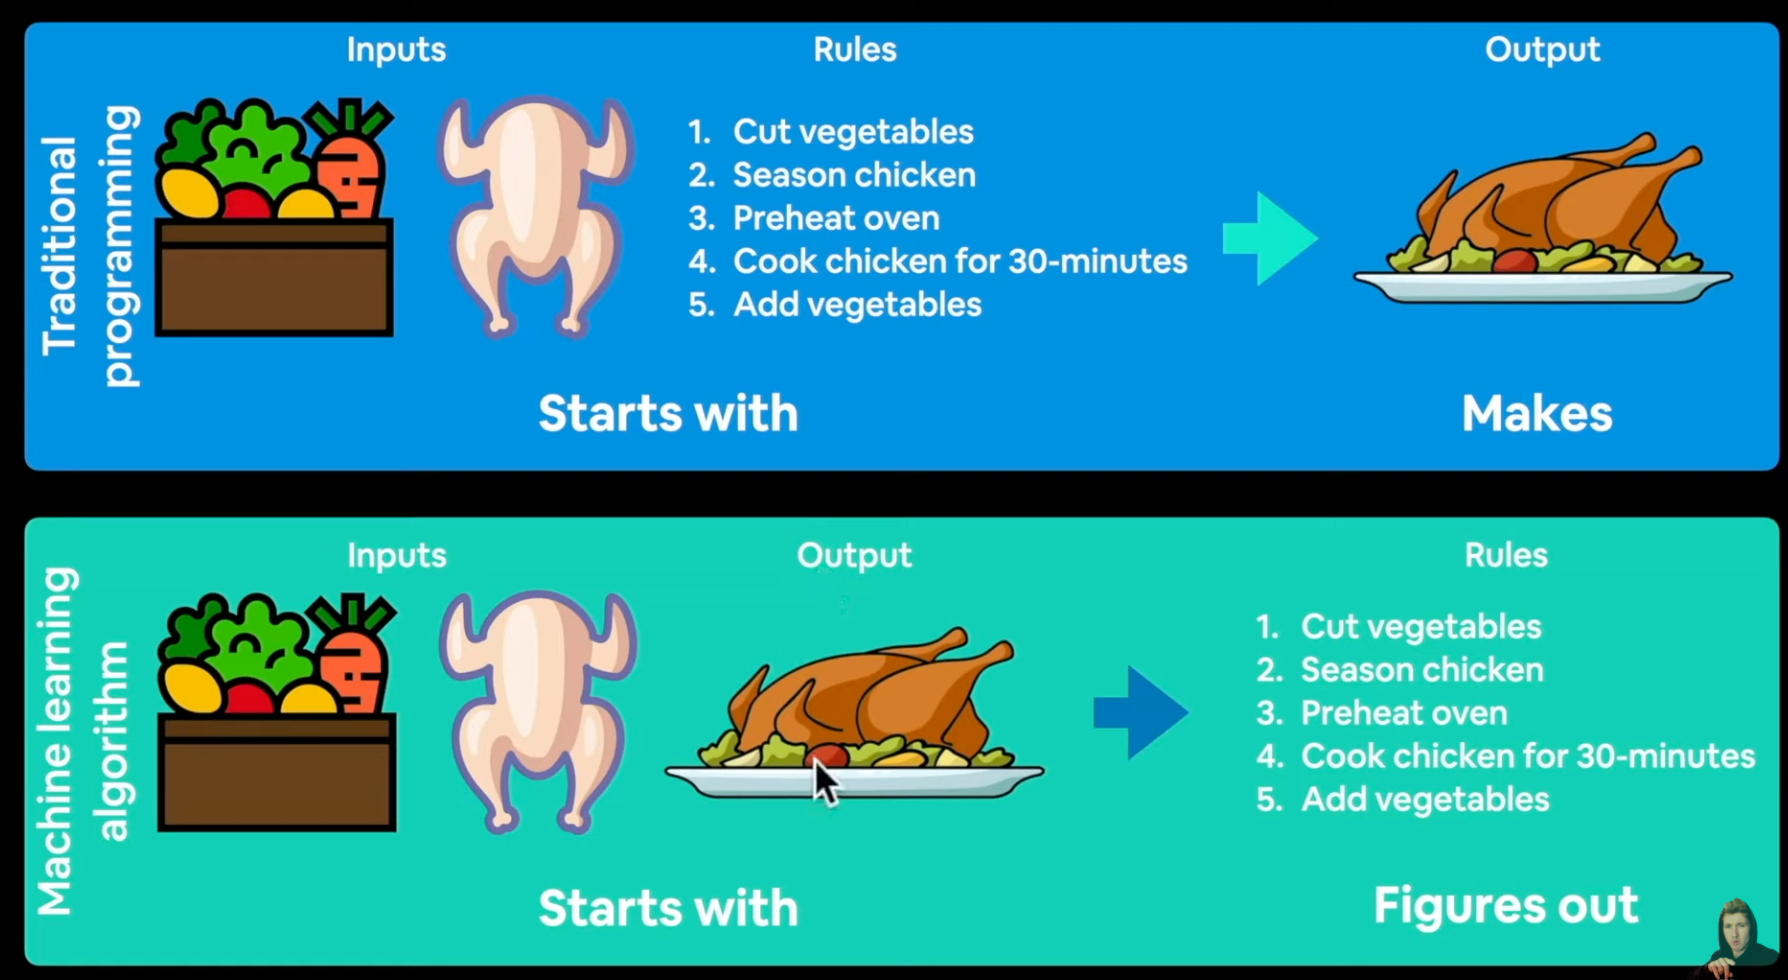 Inputs
Rules
Output
Traditional
programming
1. Cut vegetables
2. Season chicken
3. Preheat oven
4. Cook chicken for 30-minutes
5. Add vegetables
Starts with
Makes
Inputs
Output
Rules
Machine learning
algorithm
1. Cut vegetables
2. Season chicken
3. Preheat oven
4. Cook chicken for 30-minutes
5. Add vegetables
Starts with
Figures out